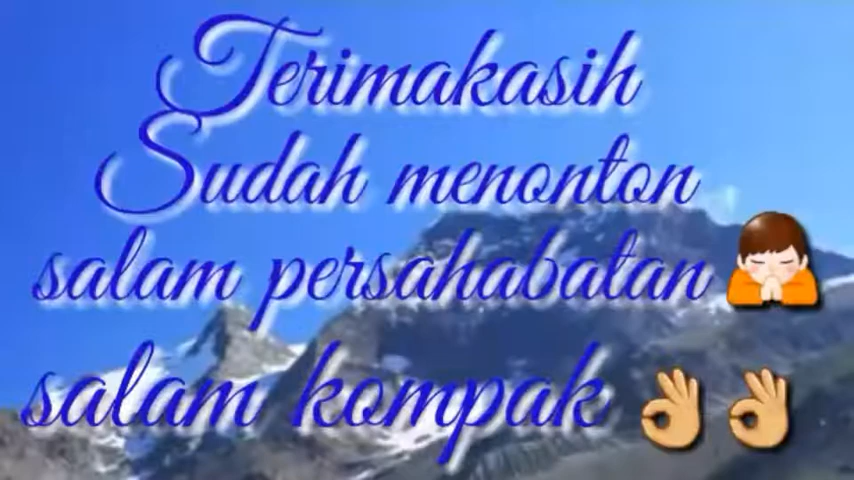 Terimakasih
Sudah menonton
salam persahabatan
salam kompak